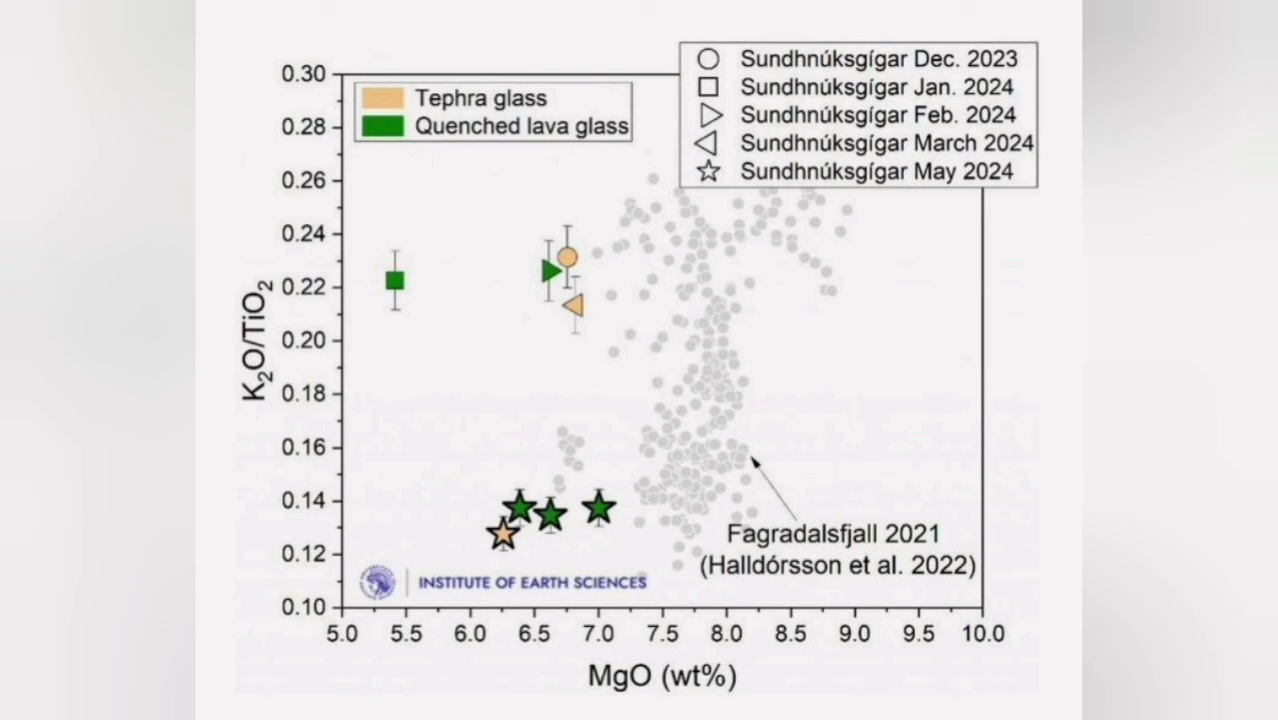 Sundhnúksgígar Dec. 2023
Sundhnúksgígar Jan. 2024
Sundhnúksgígar Feb. 2024
Sundhnúksgígar March 2024
Sundhnúksgígar May 2024
Tephra glass
Quenched lava glass
0.30
0.28
0.26
0.24
0.22
0.20
0.18
0.16
0.14
0.12
0.10
K₂O/TiO₂
Fagradalsfjall 2021
(Halldórsson et al. 2022)
INSTITUTE OF EARTH SCIENCES
5.0 5.5 6.0 6.5 7.0 7.5 8.0 8.5 9.0 9.5 10.0
MgO (wt%)